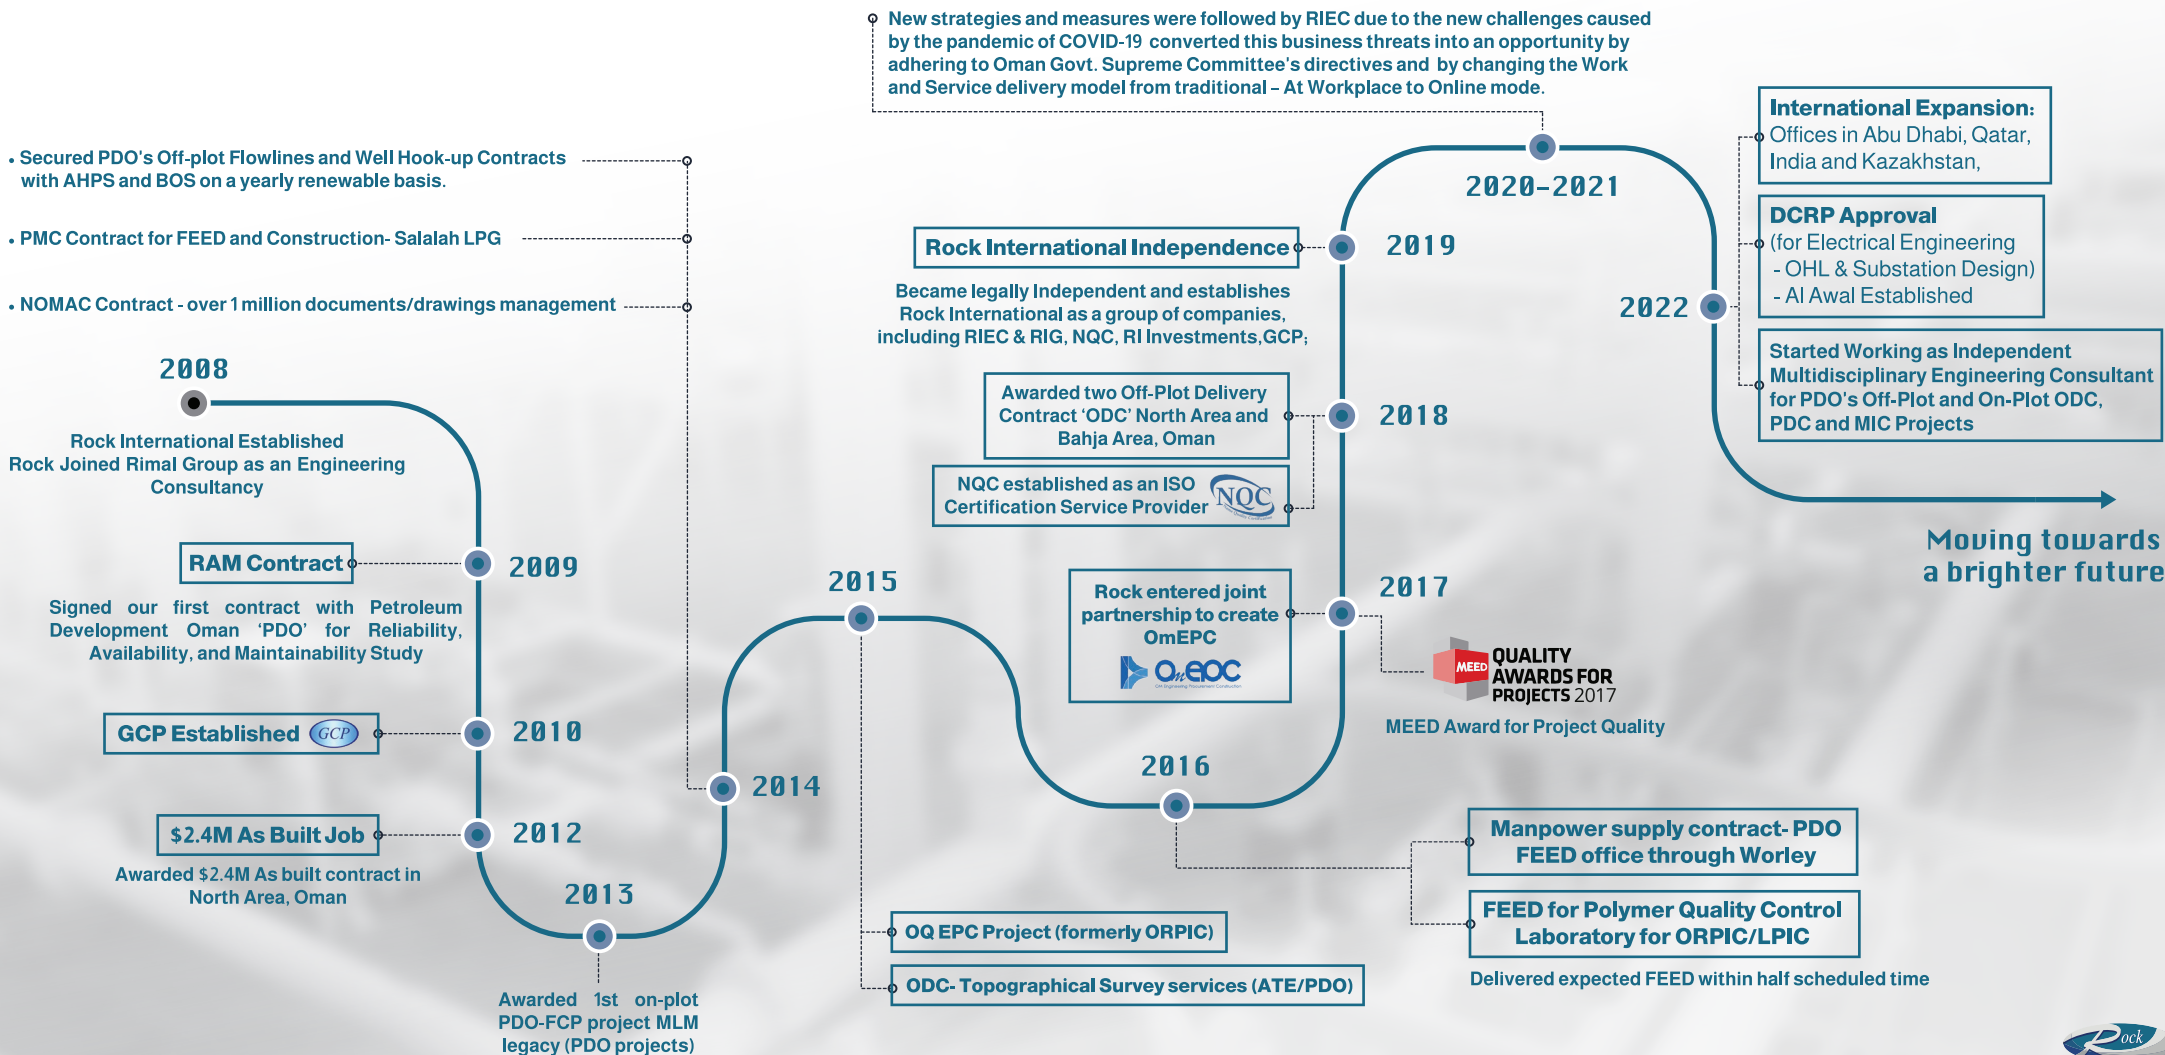 New strategies and measures were followed by RIEC due to the new challenges caused
by the pandemic of COVID-19 converted this business threats into an opportunity by
adhering to Oman Govt. Supreme Committee's directives and by changing the Work
and Service delivery model from traditional – At Workplace to Online mode.
• Secured PDO's Off-plot Flowlines and Well Hook-up Contracts
with AHPS and BOS on a yearly renewable basis.
• PMC Contract for FEED and Construction- Salalah LPG
• NOMAC Contract - over 1 million documents/drawings management
2008
Rock International Established
Rock Joined Rimal Group as an Engineering
Consultancy
RAM Contract
2009
Signed our first contract with Petroleum
Development Oman ‘PDO’ for Reliability,
Availability, and Maintainability Study
GCP Established
GCP
2010
$2.4M As Built Job
2012
Awarded $2.4M As built contract in
North Area, Oman
2013
Awarded 1st on-plot
PDO-FCP project MLM
legacy (PDO projects)
2014
2015
OQ EPC Project (formerly ORPIC)
ODC- Topographical Survey services (ATE/PDO)
2016
Manpower supply contract- PDO
FEED office through Worley
FEED for Polymer Quality Control
Laboratory for ORPIC/LPIC
Delivered expected FEED within half scheduled time
Rock entered joint
partnership to create
OmEPC
OmEPC
2017
MEED
QUALITY
AWARDS FOR
PROJECTS 2017
MEED Award for Project Quality
Awarded two Off-Plot Delivery
Contract ‘ODC’ North Area and
Bahja Area, Oman
2018
NQC established as an ISO
Certification Service Provider
NQC
Rock International Independence
2019
Became legally Independent and establishes
Rock International as a group of companies,
including RIEC & RIG, NQC, RI Investments,GCP;
2020-2021
2022
International Expansion:
Offices in Abu Dhabi, Qatar,
India and Kazakhstan,
DCRP Approval
(for Electrical Engineering
- OHL & Substation Design)
- Al Awal Established
Started Working as Independent
Multidisciplinary Engineering Consultant
for PDO's Off-Plot and On-Plot ODC,
PDC and MIC Projects
Moving towards
a brighter future
Rock